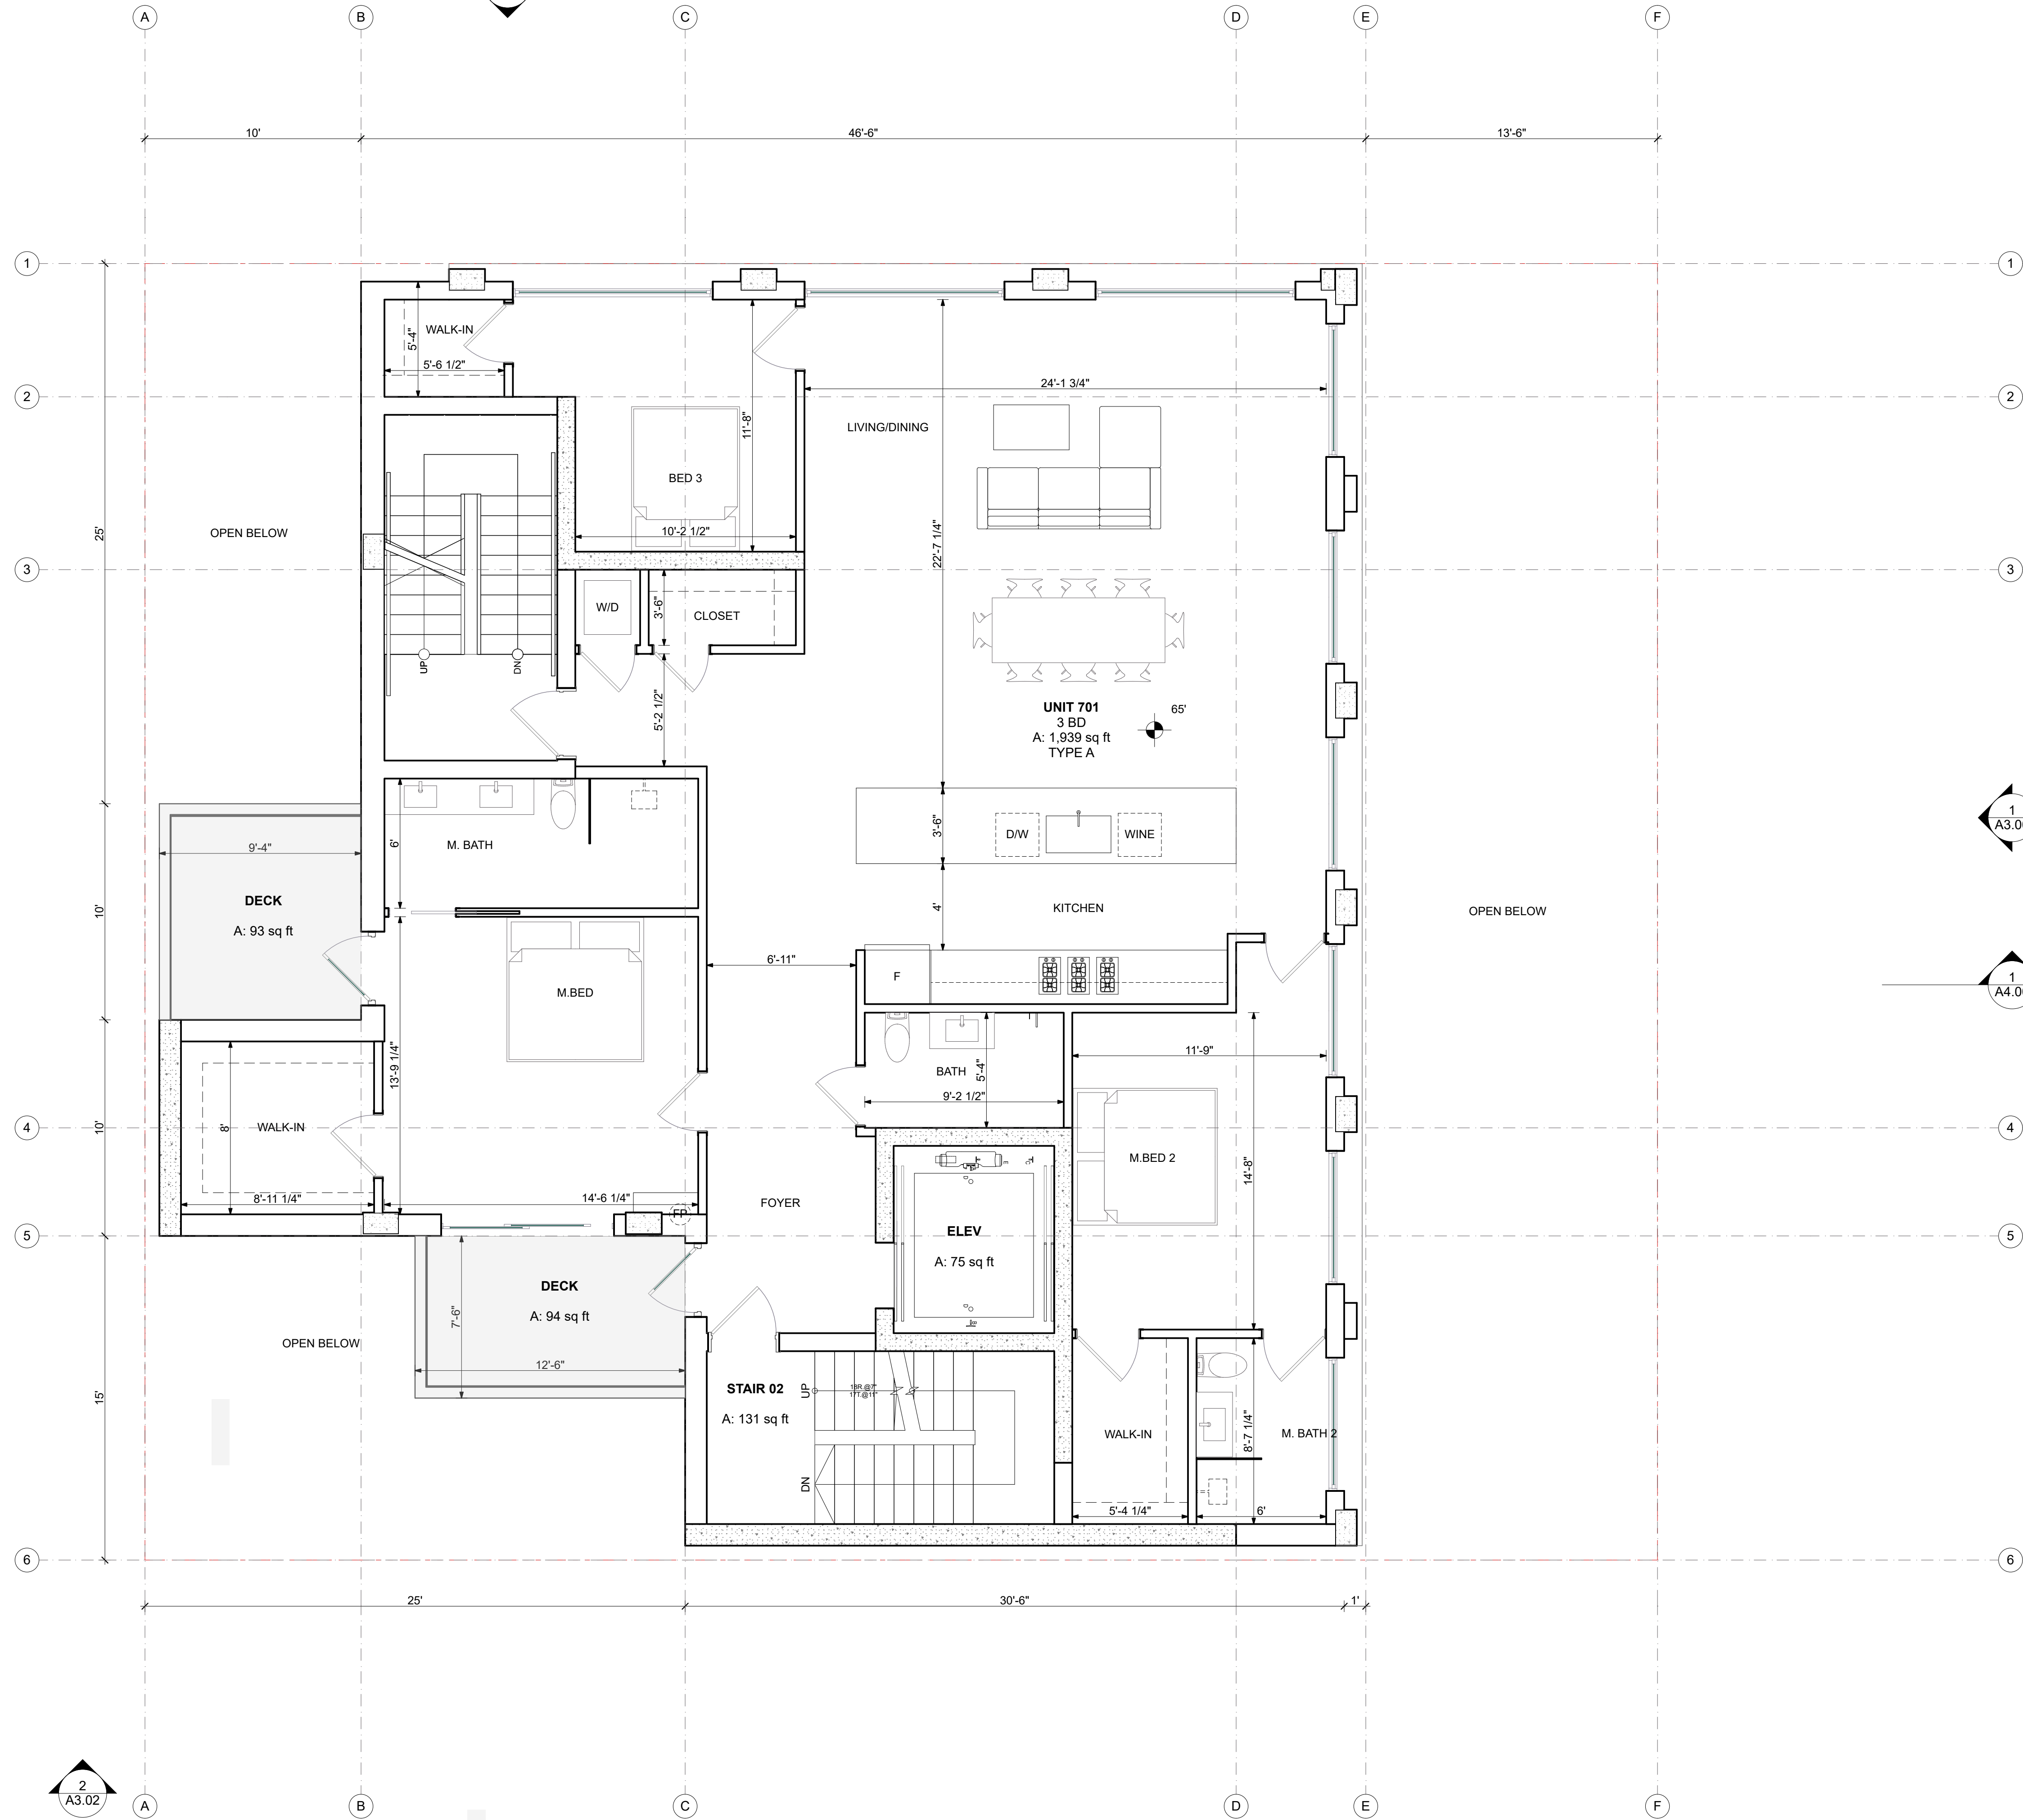 A B C D E F
10' 46'-6" 13'-6"
1 1
WALK-IN
5'-4"
5'-6 1/2"
24'-1 3/4"
2 2
11'-8"
LIVING/DINING
BED 3
10'-2 1/2"
OPEN BELOW
25'
22'-7 1/4"
3 3
W/D
3'-6"
CLOSET
UP
DN
5'-2 1/2"
UNIT 701
3 BD
A: 1,939 sq ft
TYPE A
65'
M. BATH
6'
3'-6"
D/W
WINE
1
9'-4"
DECK
A: 93 sq ft
10'
4'
KITCHEN
OPEN BELOW
6'-11"
F
M.BED
1
13'-9 1/4"
11'-9"
BATH
5'-4"
9'-2 1/2"
4 4
10'
8'
WALK-IN
M.BED 2
14'-8"
8'-11 1/4"
14'-6 1/4"
FP
FOYER
5 5
ELEV
A: 75 sq ft
DECK
A: 94 sq ft
7'-6"
OPEN BELOW
12'-6"
STAIR 02
A: 131 sq ft
UP
18R.@7"
17T.@11"
DN
15'
WALK-IN
8'-7 1/4"
M. BATH 2
5'-4 1/4"
6'
6 6
25' 30'-6" 1'
2
A3.02
A B C D E F